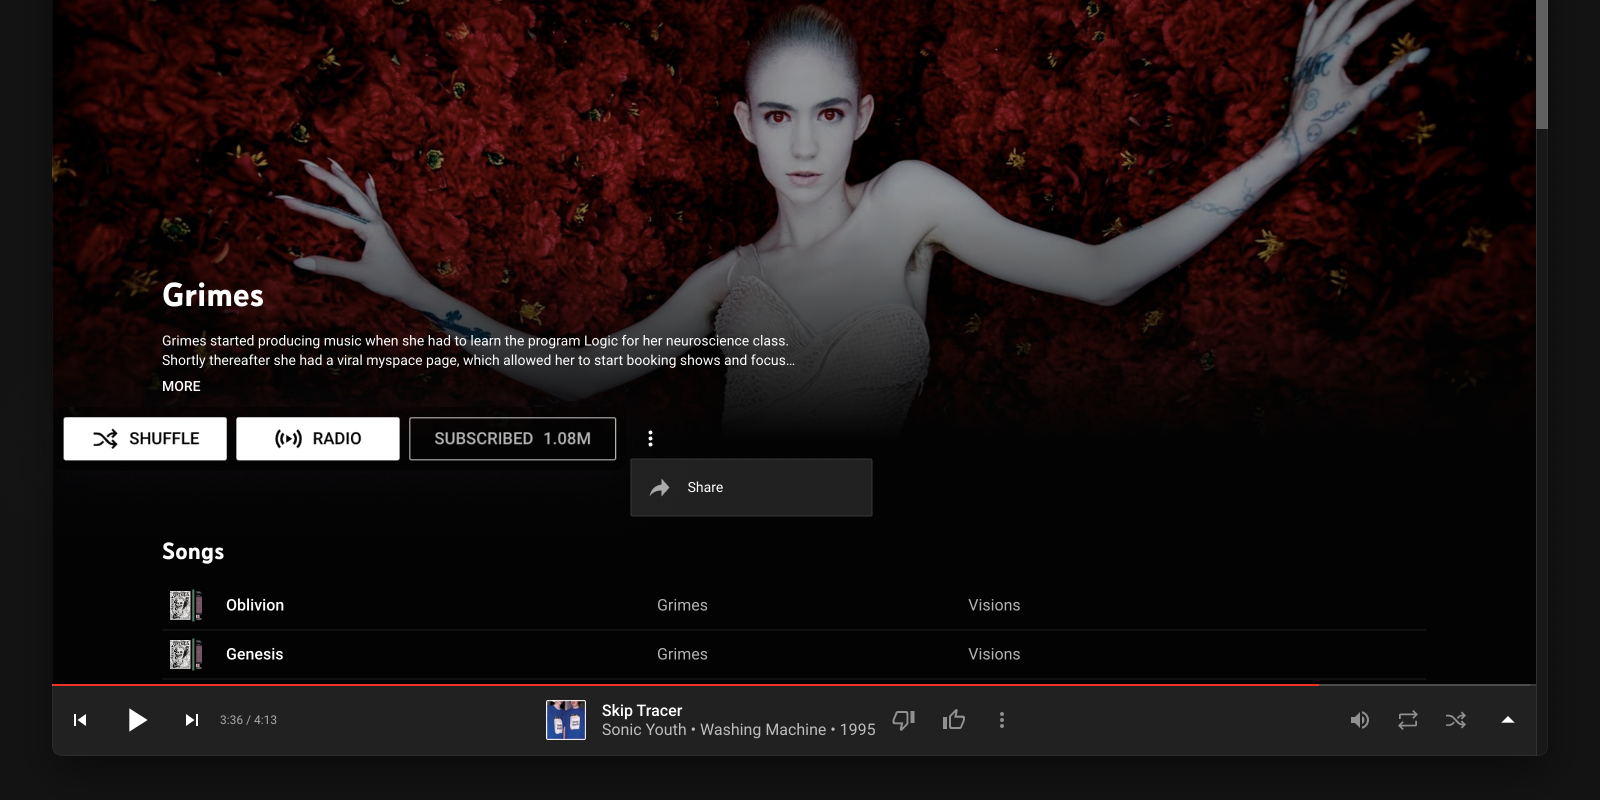 Grimes
Grimes started producing music when she had to learn the program Logic for her neuroscience class.
Shortly thereafter she had a viral myspace page, which allowed her to start booking shows and focus...
MORE
SHUFFLE RADIO SUBSCRIBED 1.08M
Share
Songs
Oblivion Grimes Visions
Genesis Grimes Visions
3:36 / 4:13
Skip Tracer
Sonic Youth • Washing Machine • 1995